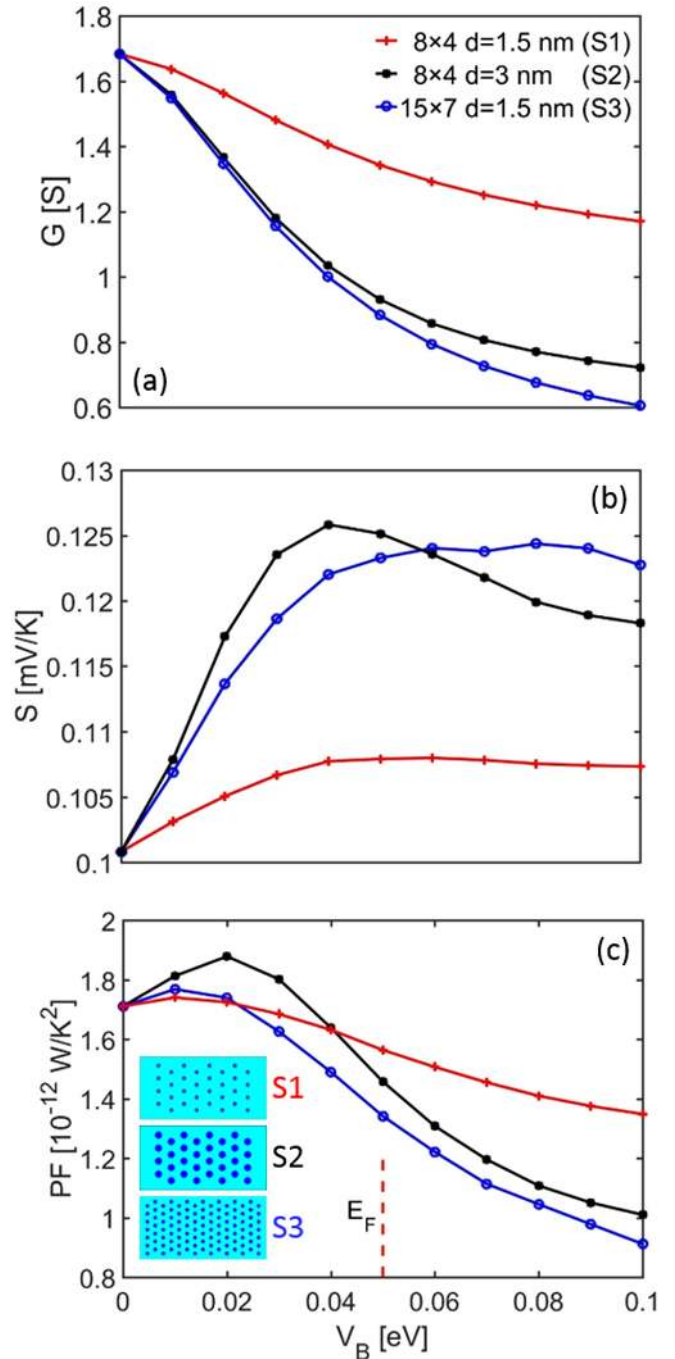 1.8
1.6
1.4
1.2
1
0.8
0.6
G [S]
8×4 d=1.5 nm (S1)
8×4 d=3 nm (S2)
15×7 d=1.5 nm (S3)
(a)
0.13
0.125
0.12
0.115
0.11
0.105
0.1
S [mV/K]
(b)
2
1.8
1.6
1.4
1.2
1
0.8
PF [10⁻¹² W/K²]
(c)
S1
S2
S3
E_F
0 0.02 0.04 0.06 0.08 0.1
V_B [eV]